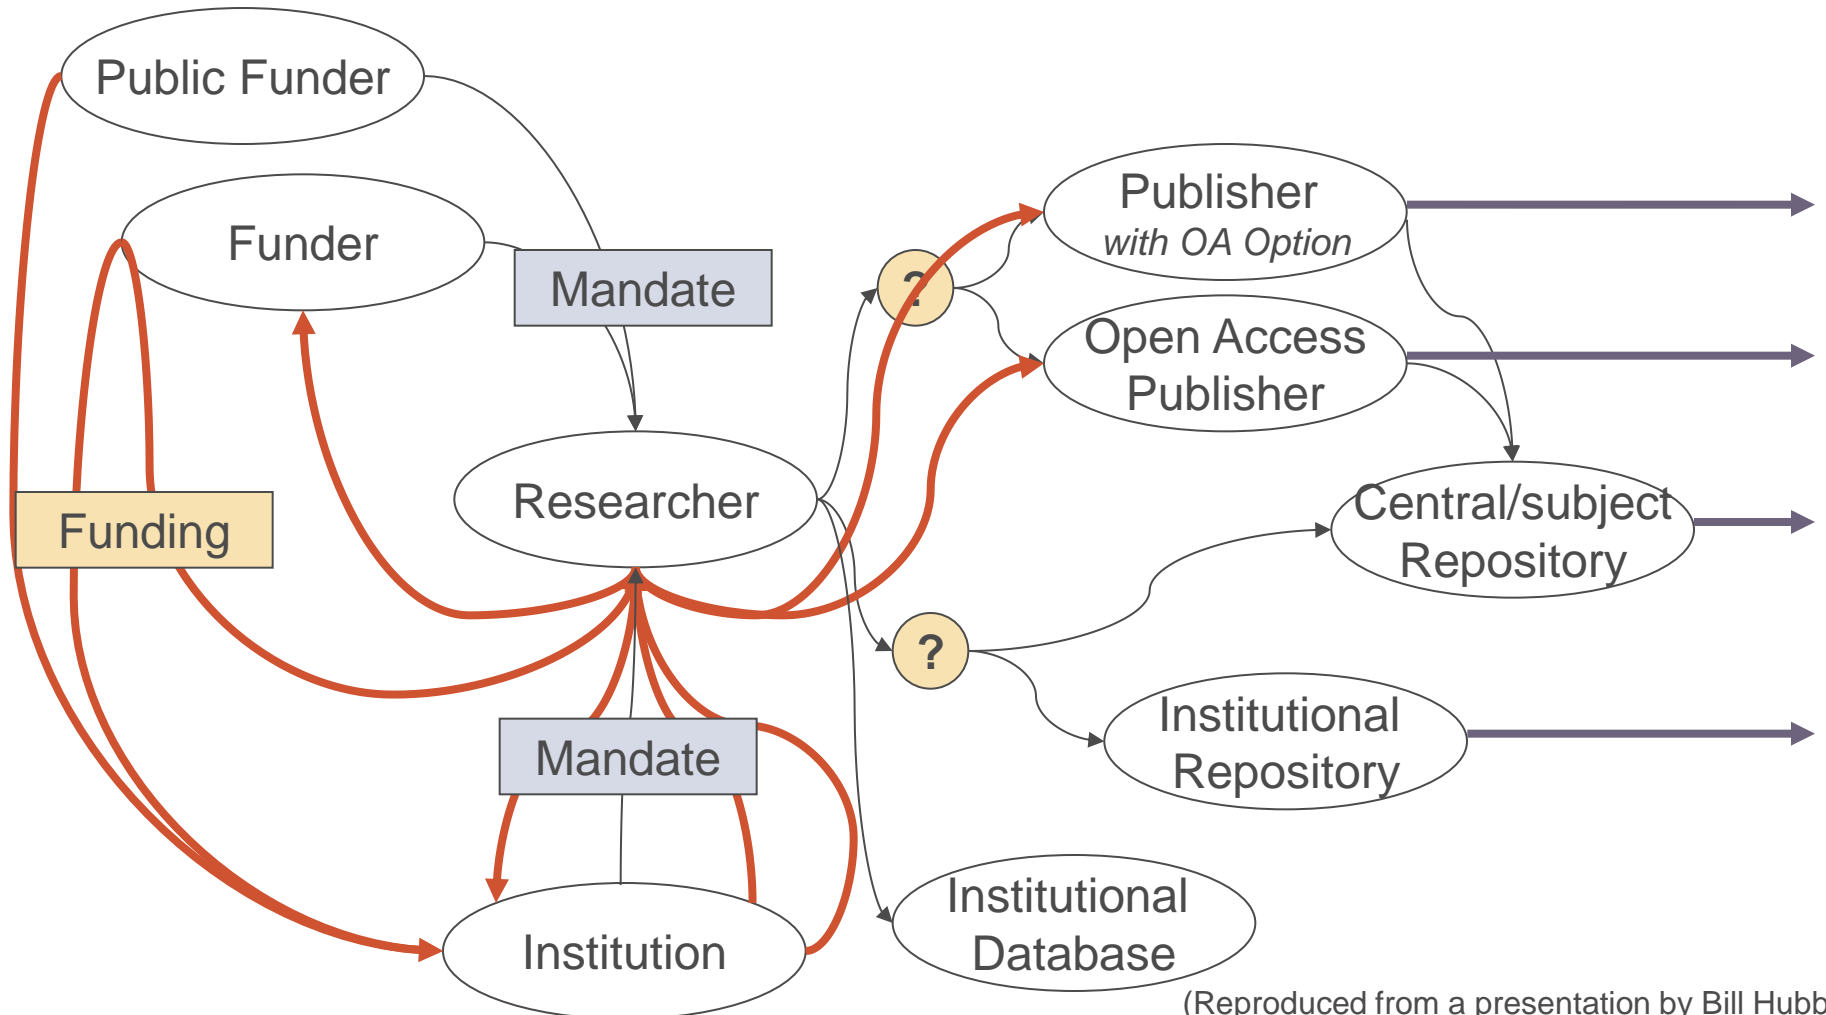 Public Funder
Funder
Mandate
Publisher
with OA Option
?
Open Access
Publisher
Researcher
Central/subject
Repository
Funding
?
Institutional
Repository
Mandate
Institutional
Database
Institution
(Reproduced from a presentation by Bill Hubb